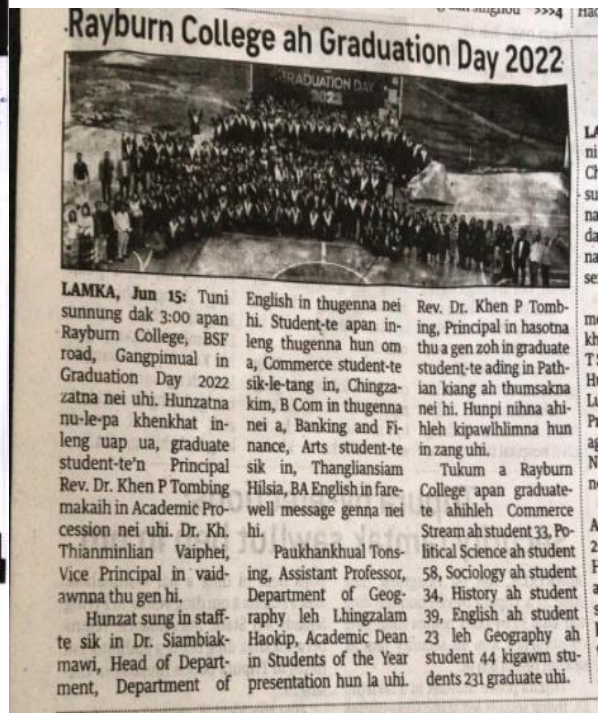 >>>4
Rayburn College ah Graduation Day 2022
GRADUATION DAY
2022
LAMKA, Jun 15: Tuni
sunnung dak 3:00 apan
Rayburn College, BSF
road, Gangpimual in
Graduation Day 2022
zatna nei uhi. Hunzatna
nu-le-pa khenkhat in-
leng uap ua, graduate
student-te'n Principal
Rev. Dr. Khen P Tombing
makaih in Academic Pro-
cession nei uhi. Dr. Kh.
Thianminlian Vaiphei,
Vice Principal in vaid-
awnna thu gen hi.
Hunzat sung in staff-
te sik in Dr. Siambiak-
mawi, Head of Depart-
ment, Department of
English in thugenna nei
hi. Student-te apan in-
leng thugenna hun om
a, Commerce student-te
sik-le-tang in, Chingza-
kim, B Com in thugenna
nei a, Banking and Fi-
nance, Arts student-te
sik in, Thangliansiam
Hilsia, BA English in fare-
well message genna nei
hi.
Paukhankhual Tons-
ing, Assistant Professor,
Department of Geog-
raphy leh Lhingzalam
Haokip, Academic Dean
in Students of the Year
presentation hun la uhi.
Rev. Dr. Khen P Tomb-
ing, Principal in hasotna
thu a gen zoh in graduate
student-te ading in Path-
ian kiang ah thumsakna
nei hi. Hunpi nihna ahi-
hleh kipawlhlimna hun
in zang uhi.
Tukum a Rayburn
College apan graduate-
te ahihleh Commerce
Stream ah student 33, Po-
litical Science ah student
58, Sociology ah student
34, History ah student
39, English ah student
23 leh Geography ah
student 44 kigawm stu-
dents 231 graduate uhi.